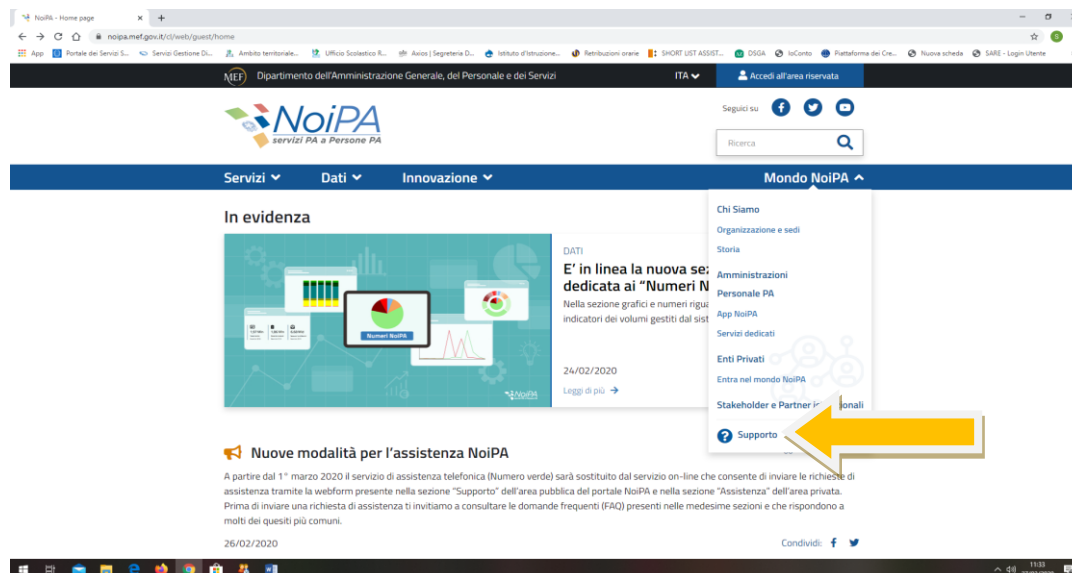 NoiPA - Home page
noipa.mef.gov.it/cl/web/guest/home
App
Portale dei Servizi S...
Servizi Gestione Di...
Ambito territoriale...
Ufficio Scolastico R...
Axios | Segreteria D...
Istituto d'Istruzione...
Retribuzioni orarie
SHORT LIST ASSIST...
DSGA
IoConto
Piattaforma dei Cre...
Nuova scheda
SARE - Login Utente
MEF Dipartimento dell'Amministrazione Generale, del Personale e dei Servizi
ITA
Accedi all'area riservata
NoiPA
servizi PA a Persone PA
Seguici su
Ricerca
Servizi
Dati
Innovazione
Mondo NoiPA
In evidenza
Numeri NoiPA
NoiPA
DATI
E' in linea la nuova sez
dedicata ai "Numeri N
Nella sezione grafici e numeri rigua
indicatori dei volumi gestiti dal sist
24/02/2020
Leggi di più
Chi Siamo
Organizzazione e sedi
Storia
Amministrazioni
Personale PA
App NoiPA
Servizi dedicati
Enti Privati
Entra nel mondo NoiPA
Stakeholder e Partner
Supporto
Nuove modalità per l'assistenza NoiPA
A partire dal 1° marzo 2020 il servizio di assistenza telefonica (Numero verde) sarà sostituito dal servizio on-line che consente di inviare le richieste di
assistenza tramite la webform presente nella sezione "Supporto" dell'area pubblica del portale NoiPA e nella sezione "Assistenza" dell'area privata.
Prima di inviare una richiesta di assistenza ti invitiamo a consultare le domande frequenti (FAQ) presenti nelle medesime sezioni e che rispondono a
molti dei quesiti più comuni.
26/02/2020
Condividi:
11:33